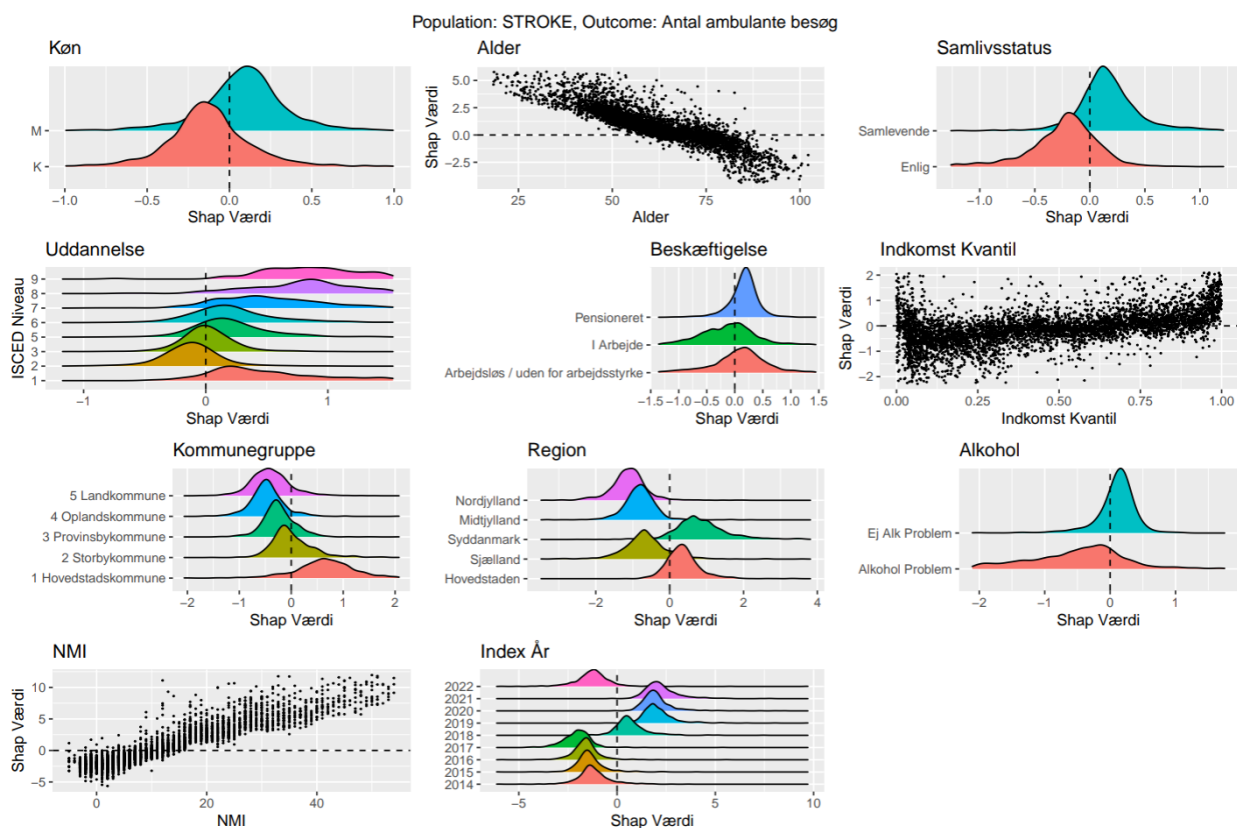 Population: STROKE, Outcome: Antal ambulante besøg
Køn
M
K
−1.0 −0.5 0.0 0.5 1.0
Shap Værdi
Alder
Shap Værdi
5.0
2.5
0.0
−2.5
25 50 75 100
Alder
Samlivsstatus
Samlevende
Enlig
−1.0 −0.5 0.0 0.5 1.0
Shap Værdi
Uddannelse
ISCED Niveau
9
8
7
6
5
3
2
1
−1 0 1
Shap Værdi
Beskæftigelse
Pensioneret
I Arbejde
Arbejdsløs / uden for arbejdsstyrke
−1.5 −1.0 −0.5 0.0 0.5 1.0 1.5
Shap Værdi
Indkomst Kvantil
Shap Værdi
2
1
0
−1
−2
0.00 0.25 0.50 0.75 1.00
Indkomst Kvantil
Kommunegruppe
5 Landkommune
4 Oplandskommune
3 Provinsbykommune
2 Storbykommune
1 Hovedstadskommune
−2 −1 0 1 2
Shap Værdi
Region
Nordjylland
Midtjylland
Syddanmark
Sjælland
Hovedstaden
−2 0 2 4
Shap Værdi
Alkohol
Ej Alk Problem
Alkohol Problem
−2 −1 0 1
Shap Værdi
NMI
Shap Værdi
10
5
0
−5
0 20 40
NMI
Index År
2022
2021
2020
2019
2018
2017
2016
2015
2014
−5 0 5 10
Shap Værdi